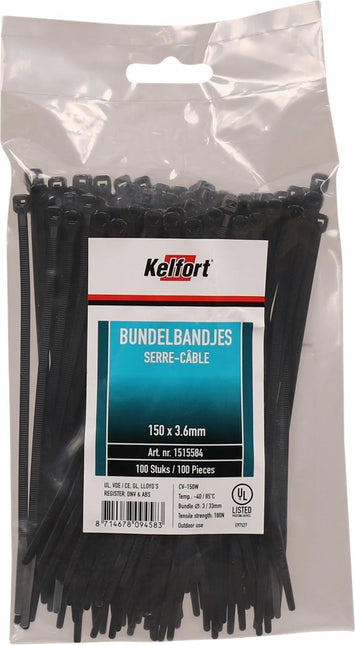 Kelfort
BUNDELBANDJES
SERRE-CÂBLE
150 x 3.6mm
Art. nr. 1515584
100 Stuks / 100 Pieces
UL, VDE / CE, GL, LLOYD'S
REGISTER, DNV & ABS
8 714678 094583
CV-150W
Temp.: -40 / 85°C
Bundle Ø: 3 / 33mm
Tensile strength: 180N
Outdoor use
UL
LISTED